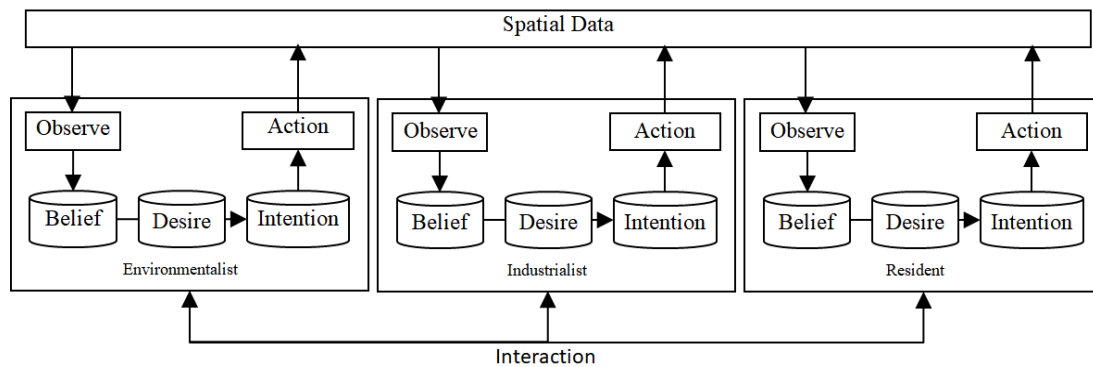 Spatial Data
Observe
Action
Belief
Desire
Intention
Environmentalist
Observe
Action
Belief
Desire
Intention
Industrialist
Observe
Action
Belief
Desire
Intention
Resident
Interaction